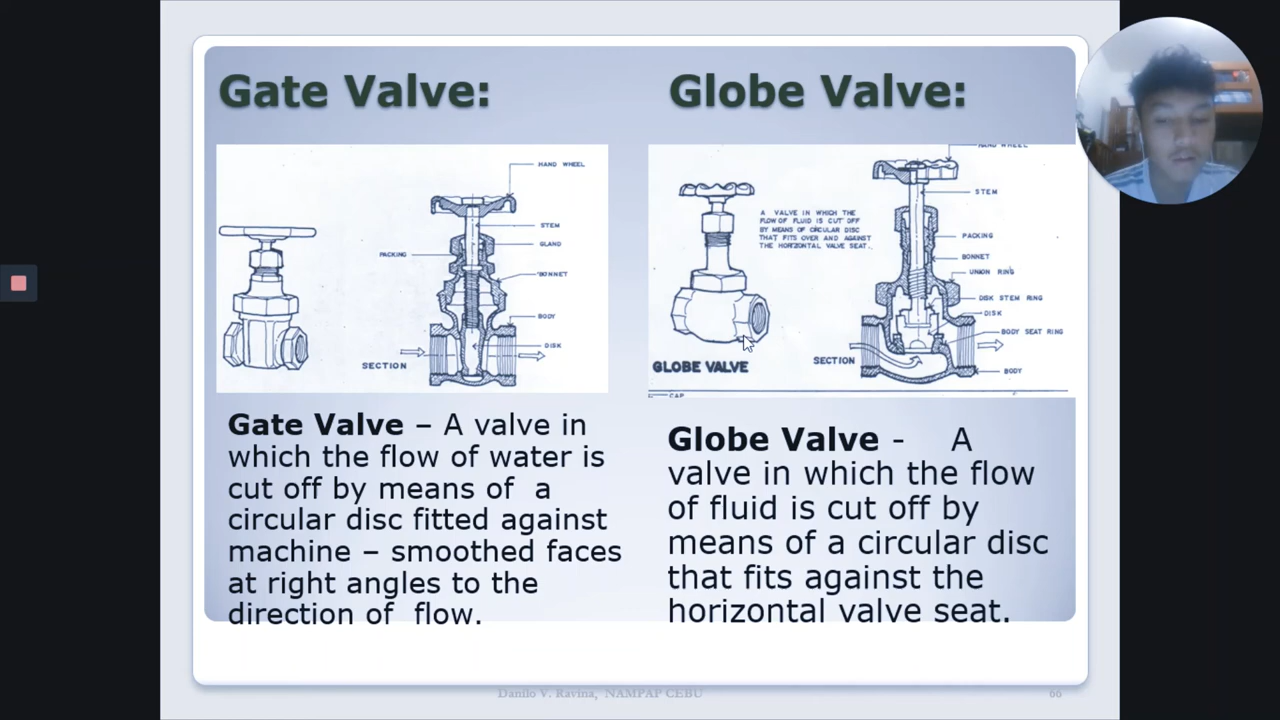 Gate Valve:
Globe Valve:
HAND WHEEL
STEM
GLAND
PACKING
BONNET
BODY
DISK
SECTION
HAND WHEEL
STEM
A VALVE IN WHICH THE
FLOW OF FLUID IS CUT OFF
BY MEANS OF CIRCULAR DISC
THAT FITS OVER AND AGAINST
THE HORIZONTAL VALVE SEAT.
PACKING
BONNET
UNION RING
DISK STEM RING
DISK
BODY SEAT RING
SECTION
GLOBE VALVE
BODY
CAP
Gate Valve – A valve in
which the flow of water is
cut off by means of a
circular disc fitted against
machine – smoothed faces
at right angles to the
direction of flow.
Globe Valve - A
valve in which the flow
of fluid is cut off by
means of a circular disc
that fits against the
horizontal valve seat.
Danilo V. Ravina, NAMPAP CEBU
66